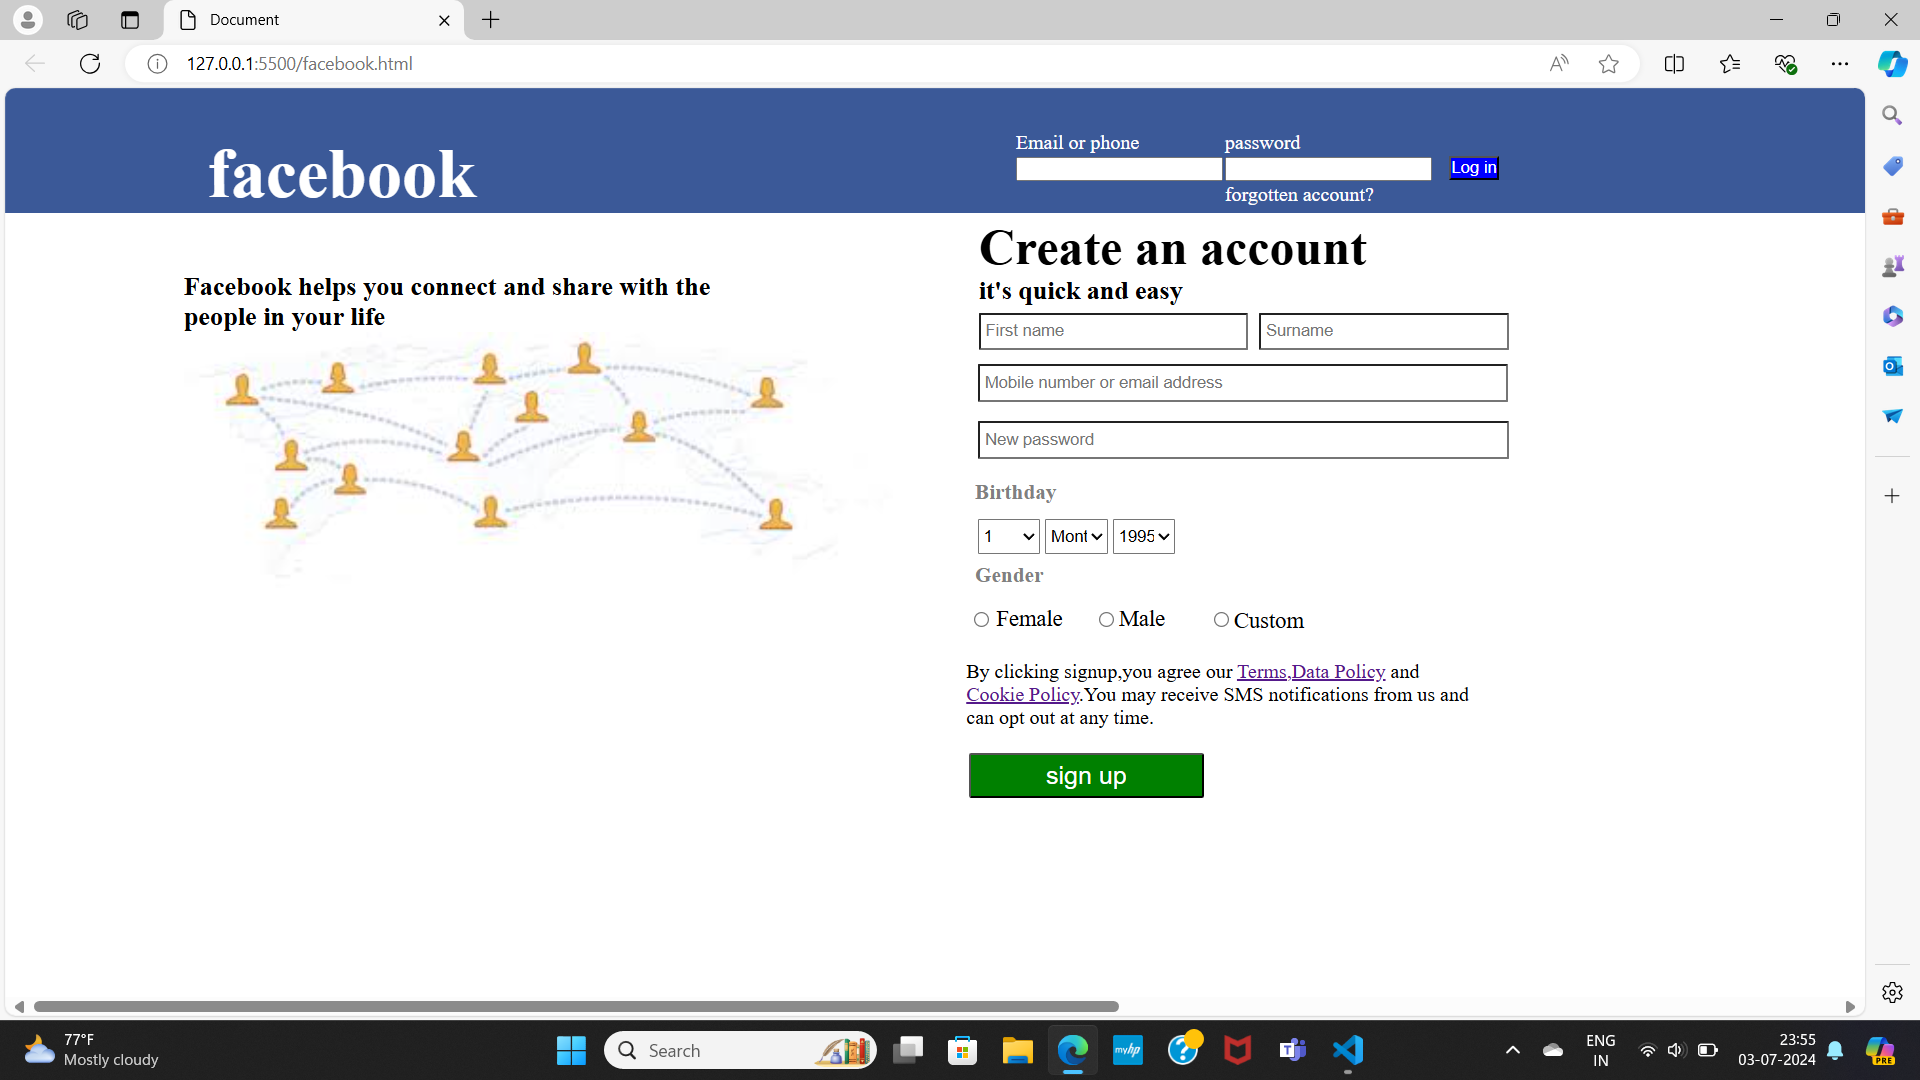 Document
127.0.0.1:5500/facebook.html
facebook
Email or phone
password
Log in
forgotten account?
Create an account
it's quick and easy
Facebook helps you connect and share with the
people in your life
First name
Surname
Mobile number or email address
New password
Birthday
1
Mont
1995
Gender
Female
Male
Custom
By clicking signup,you agree our Terms,Data Policy and
Cookie Policy.You may receive SMS notifications from us and
can opt out at any time.
sign up
77°F
Mostly cloudy
Search
myhp
ENG
IN
23:55
03-07-2024
PRE